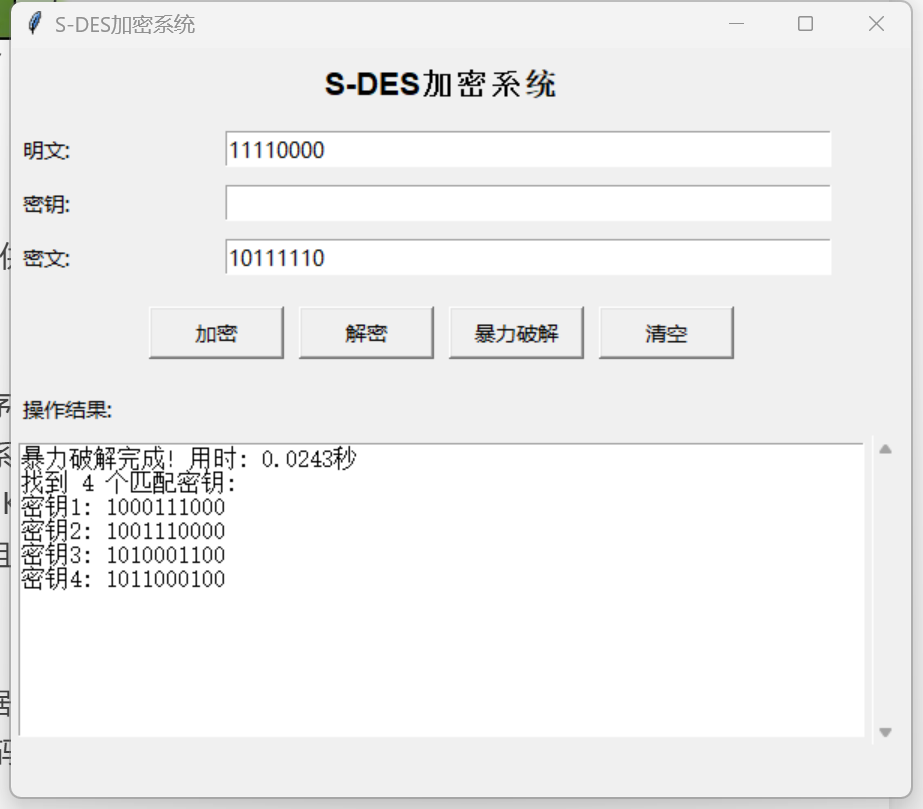 S-DES加密系统
S-DES加密系统
明文: 11110000
密钥:
密文: 10111110
加密 解密 暴力破解 清空
操作结果:
暴力破解完成! 用时: 0.0243秒
找到 4 个匹配密钥:
密钥1: 1000111000
密钥2: 1001110000
密钥3: 1010001100
密钥4: 1011000100